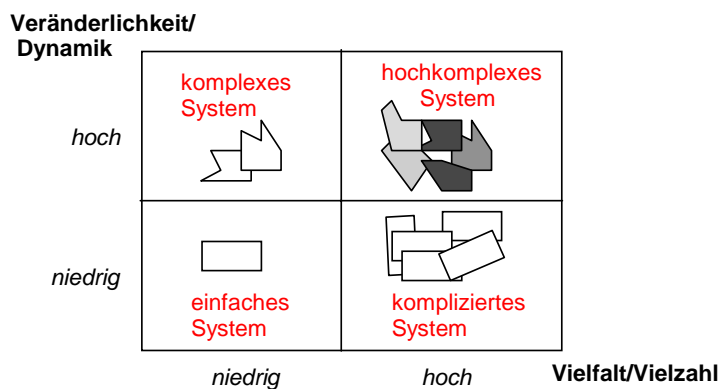 Veränderlichkeit/
Dynamik
komplexes
System
hochkomplexes
System
hoch
niedrig
einfaches
System
kompliziertes
System
niedrig
hoch
Vielfalt/Vielzahl